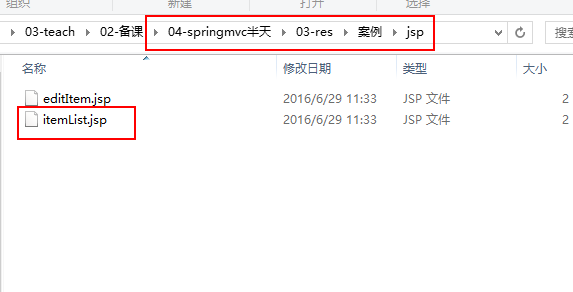 组织 新建 打开 选择
03-teach 02-备课 04-springmvc半天 03-res 案例 jsp 搜索
名称 修改日期 类型 大小
editItem.jsp 2016/6/29 11:33 JSP 文件 2
itemList.jsp 2016/6/29 11:33 JSP 文件 2